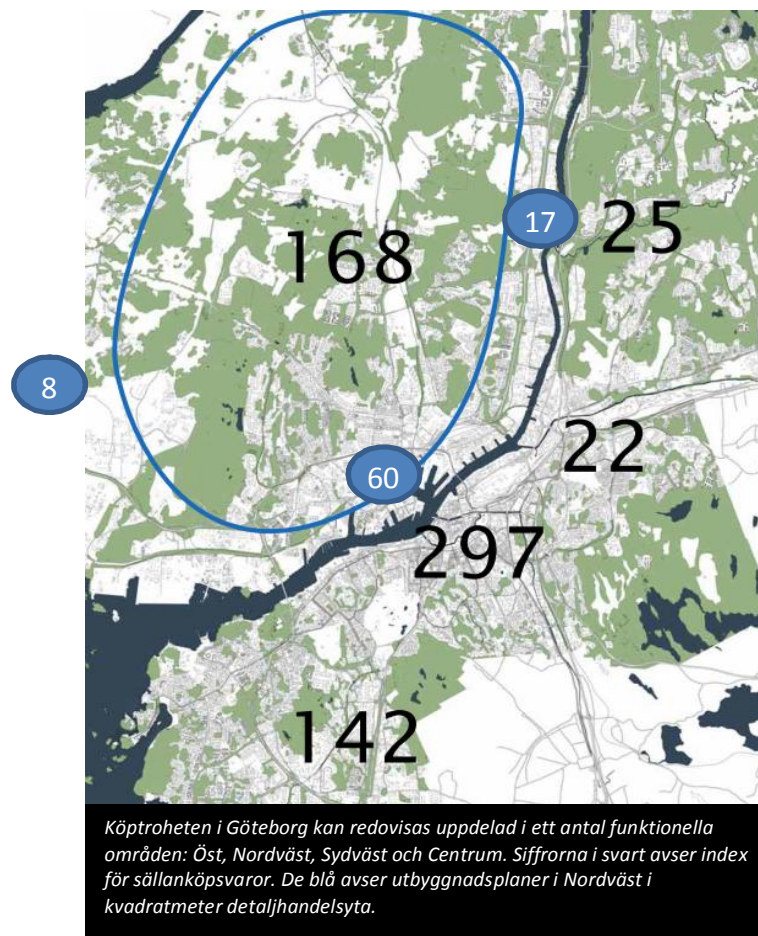 17
25
168
8
22
60
297
142
Köptroheten i Göteborg kan redovisas uppdelad i ett antal funktionella
områden: Öst, Nordväst, Sydväst och Centrum. Siffrorna i svart avser index
för sällanköpsvaror. De blå avser utbyggnadsplaner i Nordväst i
kvadratmeter detaljhandelsyta.